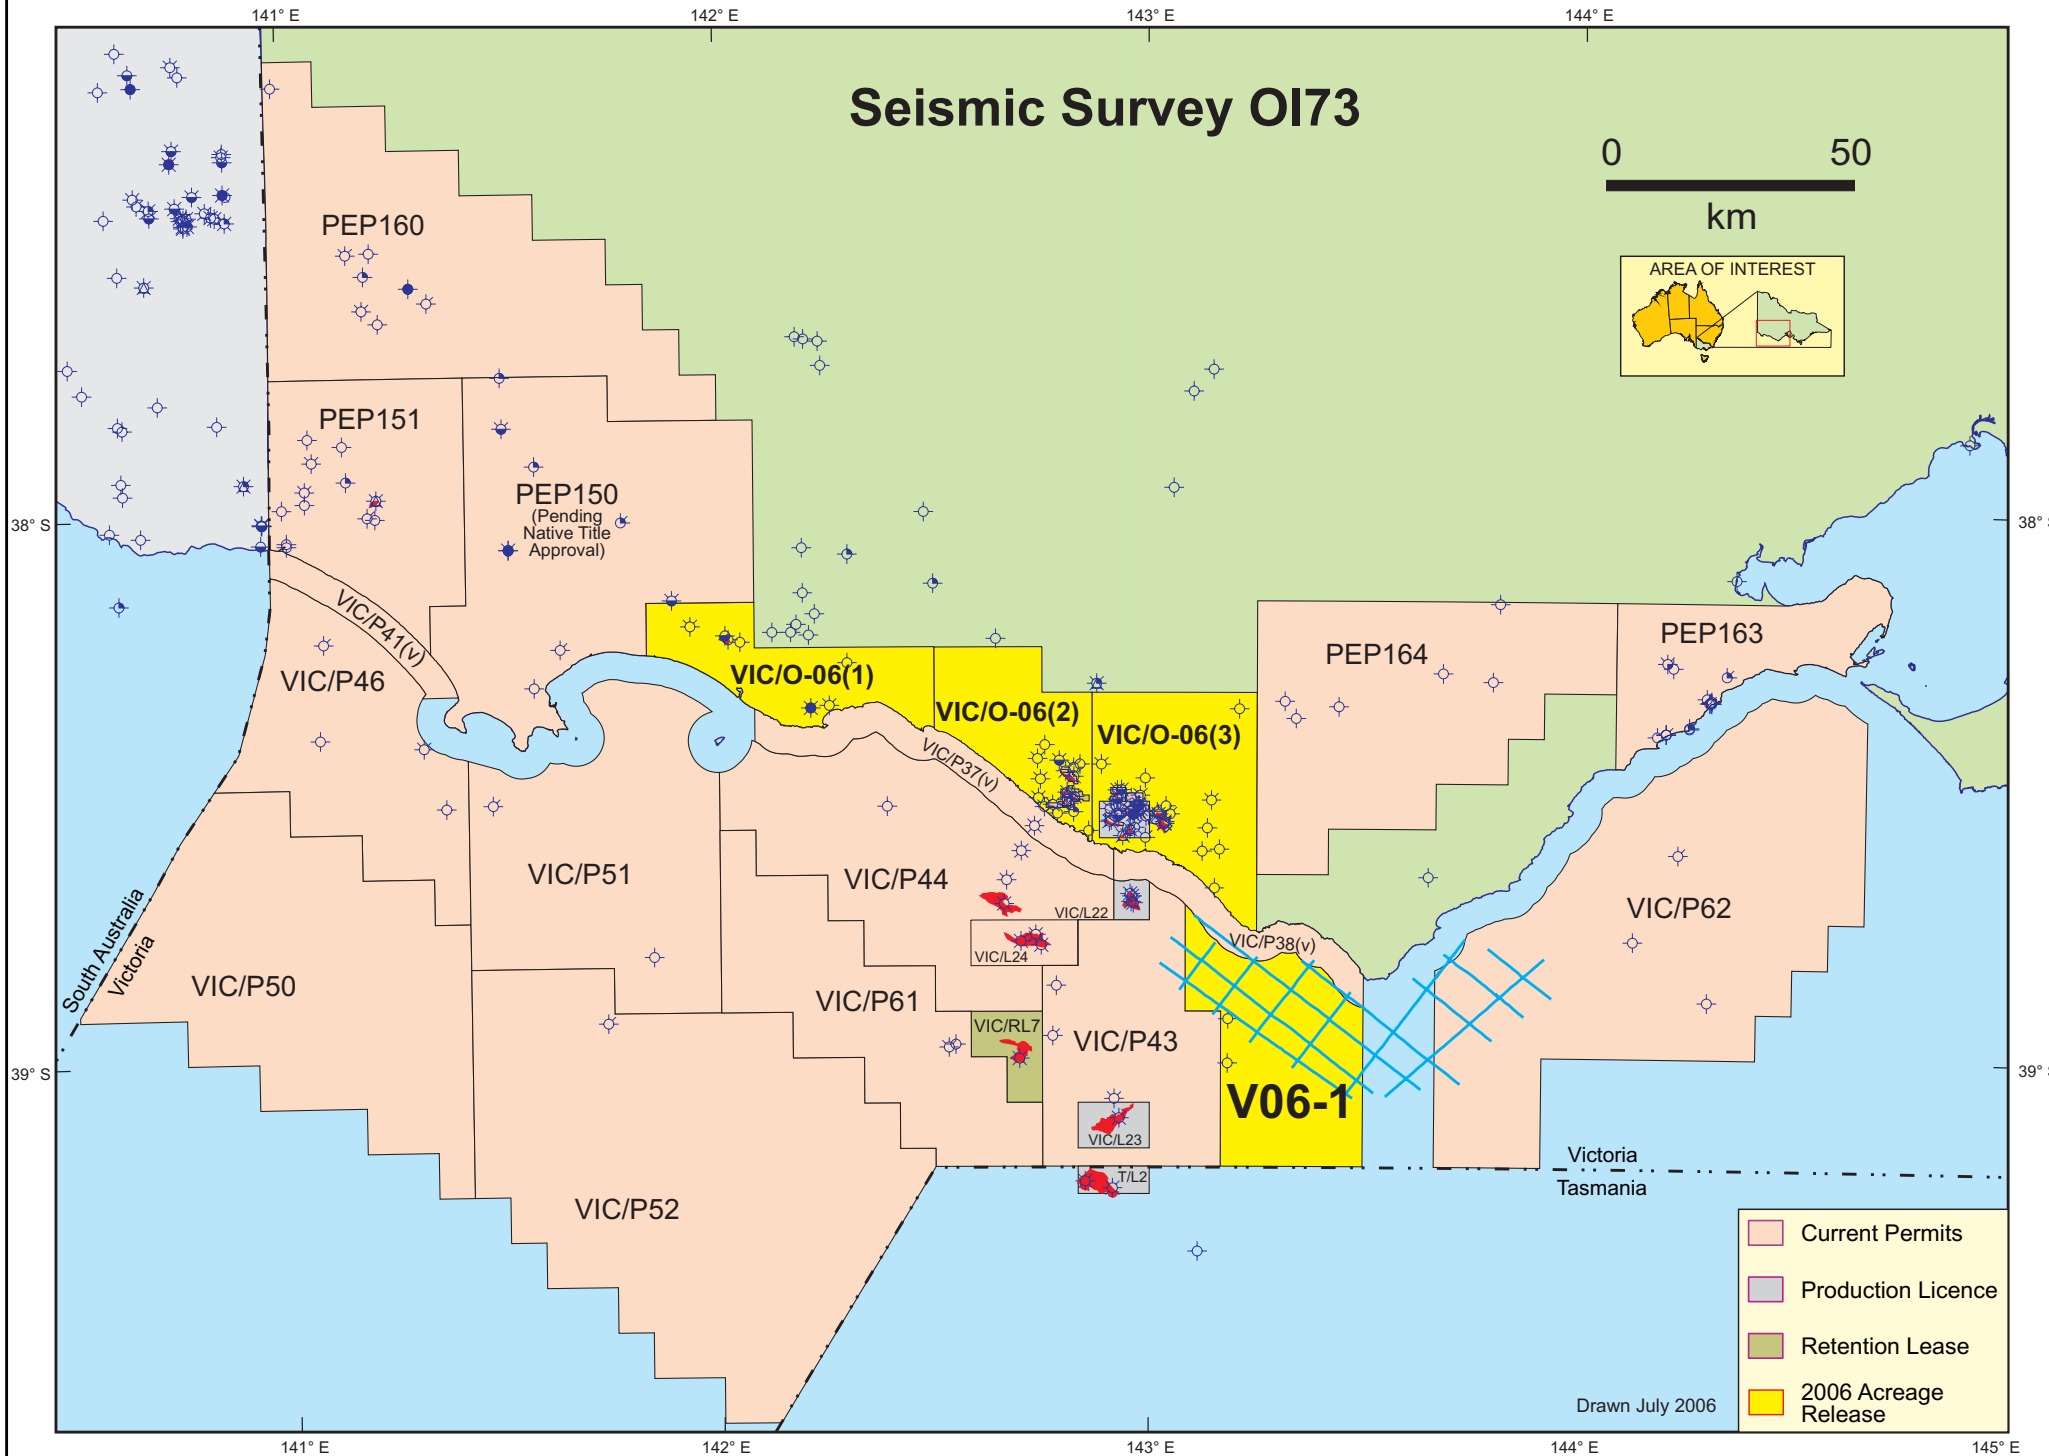 141° E
142° E
143° E
144° E
Seismic Survey OI73
0
50
km
AREA OF INTEREST
PEP160
PEP151
PEP150
(Pending
Native Title
Approval)
38° S
38° S
VIC/P41(v)
VIC/P46
VIC/O-06(1)
VIC/O-06(2)
VIC/O-06(3)
PEP164
PEP163
VIC/P37(v)
VIC/P51
VIC/P44
VIC/L22
VIC/P62
VIC/P38(v)
VIC/L24
South Australia
Victoria
VIC/P50
VIC/P61
VIC/RL7
VIC/P43
39° S
39° S
V06-1
VIC/L23
Victoria
Tasmania
T/L2
VIC/P52
Current Permits
Production Licence
Retention Lease
2006 Acreage
Release
Drawn July 2006
141° E
142° E
143° E
144° E
145° E